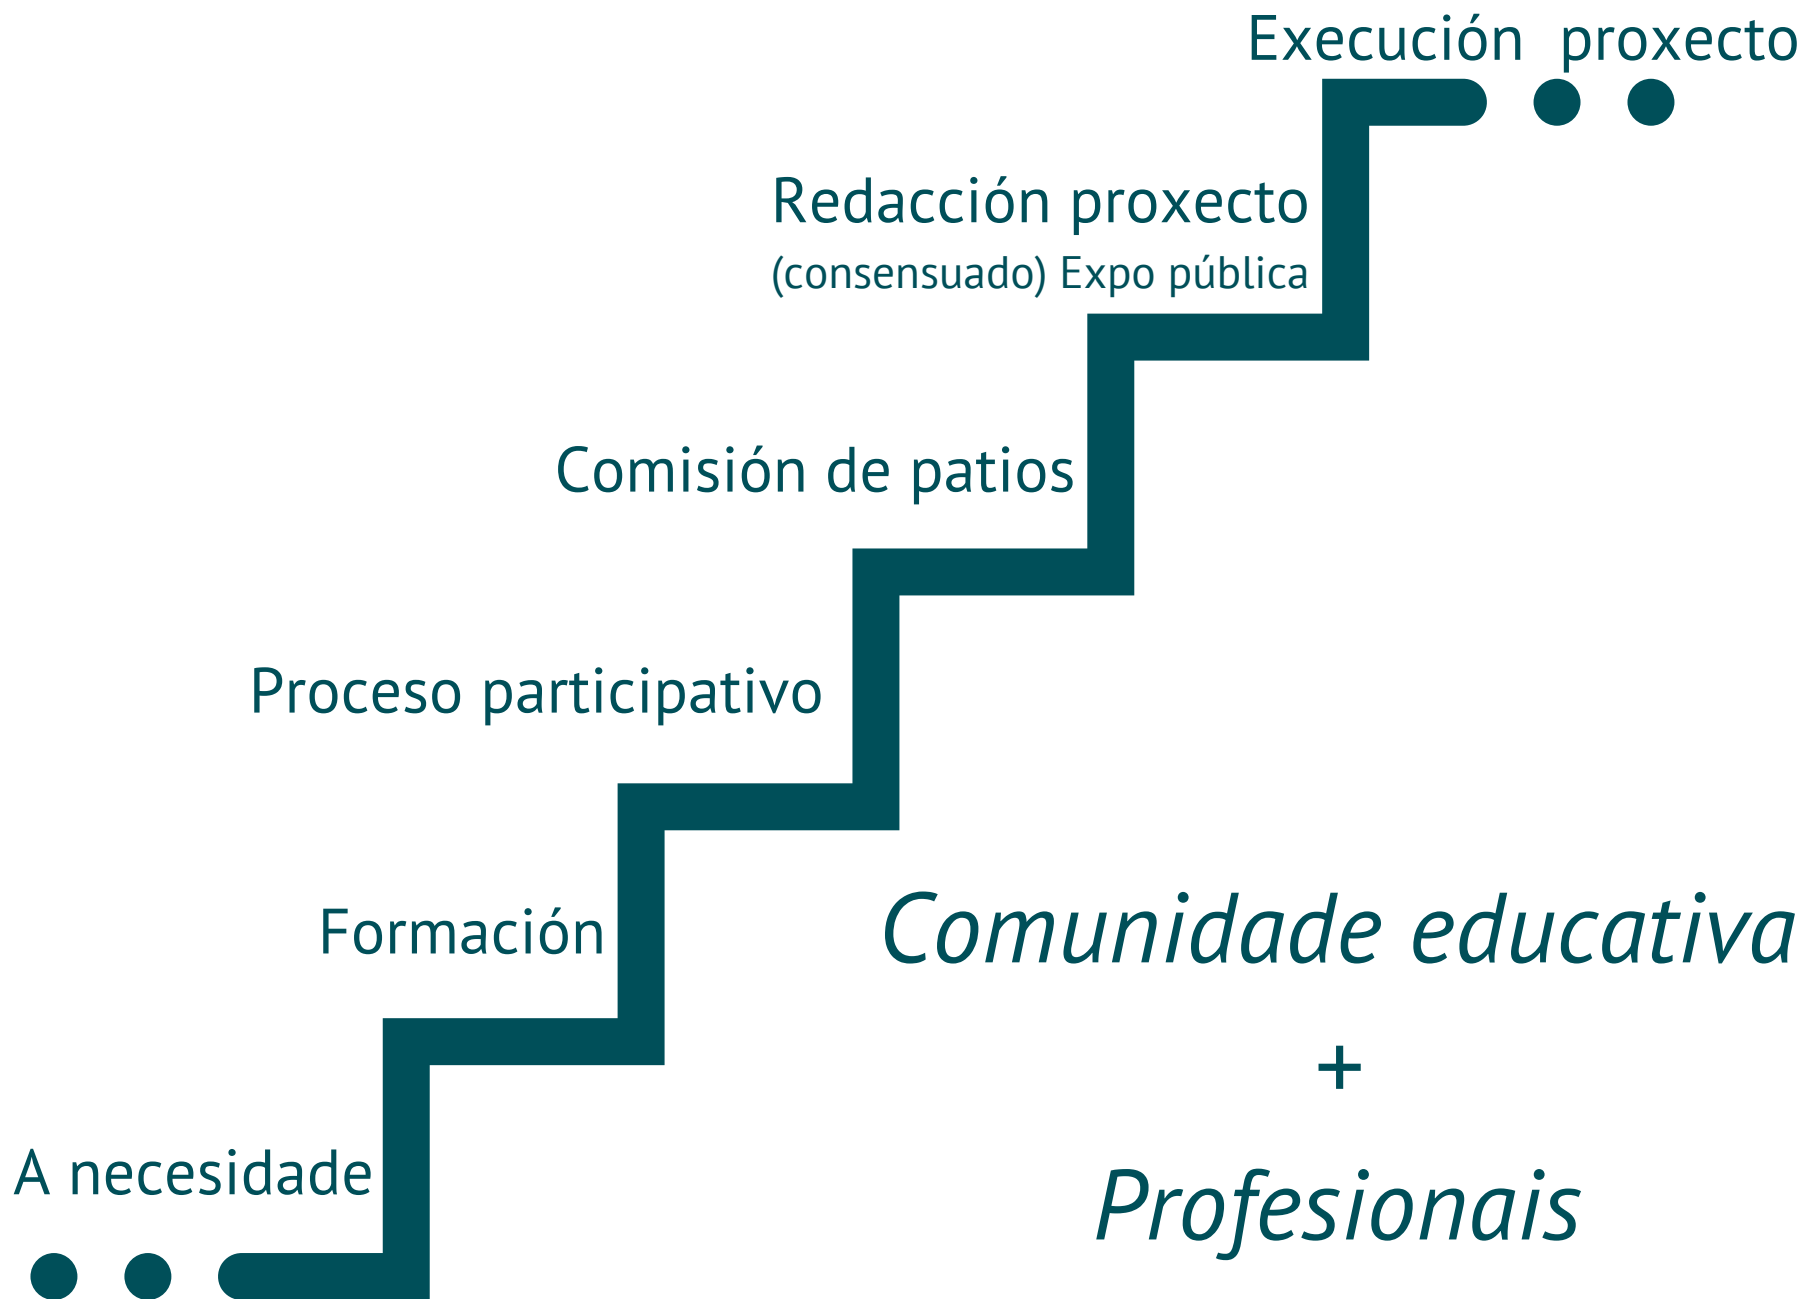 Execución proxecto
Redacción proxecto
(consensuado) Expo pública
Comisión de patios
Proceso participativo
Formación
A necesidade
Comunidade educativa
+
Profesionais